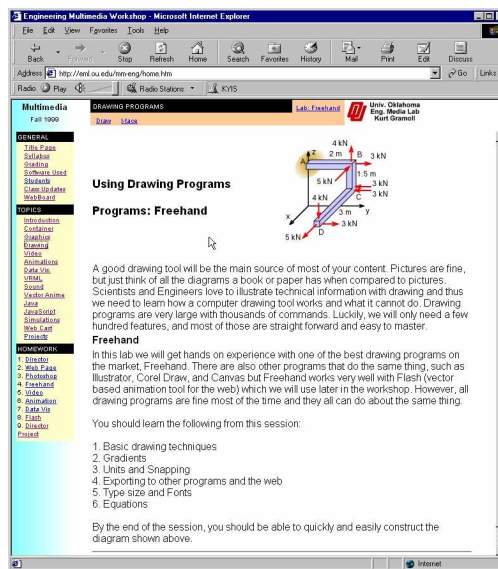 Engineering Multimedia Workshop - Microsoft Internet Explorer
File Edit View Favorites Tools Help
Back Forward Stop Refresh Home Search Favorites History Mail Print Edit Discuss
Address http://eml.ou.edu/mm-eng/home.htm Go Links
Radio Play Radio Stations KYIS
Multimedia
Fall 1999
GENERAL
Title Page
Syllabus
Grading
Software Used
Students
Class Updates
WebBoard
TOPICS
Introduction
Container
Graphics
Drawing
Video
Animations
Data Vis.
VRML
Sound
Vector Anime
Java
JavaScript
Simulations
Web Cast
Projects
HOMEWORK
1. Director
2. Web Page
3. Photoshop
4. Freehand
5. Video
6. Animation
7. Data Vis
8. Flash
9. Director
Project
DRAWING PROGRAMS
Draw
Lab: Freehand
Univ. Oklahoma
Eng. Media Lab
Kurt Gramoll
Using Drawing Programs
Programs: Freehand
4 kN
z 2 m B 3 kN
A
1.5 m
5 kN 3 kN
4 kN C 3 kN
x 3 m y
3 kN
5 kN D
A good drawing tool will be the main source of most of your content. Pictures are fine,
but just think of all the diagrams a book or paper has when compared to pictures.
Scientists and Engineers love to illustrate technical information with drawing and thus
we need to learn how a computer drawing tool works and what it cannot do. Drawing
programs are very large with thousands of commands. Luckily, we will only need a few
hundred features, and most of those are straight forward and easy to master.
Freehand
In this lab we will get hands on experience with one of the best drawing programs on
the market, Freehand. There are also other programs that do the same thing, such as
Illustrator, Corel Draw, and Canvas but Freehand works very well with Flash (vector
based animation tool for the web) which we will use later in the workshop. However, all
drawing programs are fine most of the time and they all can do about the same thing.
You should learn the following from this session:
1. Basic drawing techniques
2. Gradients
3. Units and Snapping
4. Exporting to other programs and the web
5. Type size and Fonts
6. Equations
By the end of the session, you should be able to quickly and easily construct the
diagram shown above.
Internet